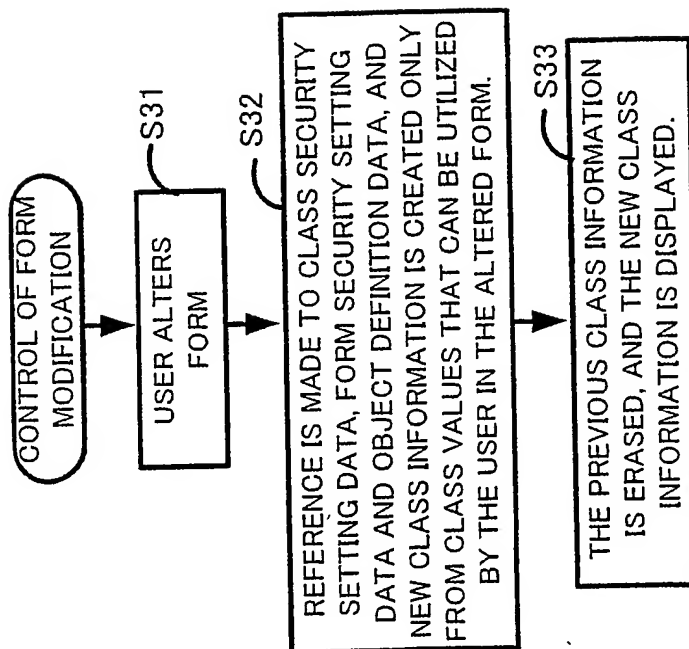 CONTROL OF FORM
MODIFICATION
S31
USER ALTERS
FORM
S32
REFERENCE IS MADE TO CLASS SECURITY
SETTING DATA, FORM SECURITY SETTING
DATA AND OBJECT DEFINITION DATA, AND
NEW CLASS INFORMATION IS CREATED ONLY
FROM CLASS VALUES THAT CAN BE UTILIZED
BY THE USER IN THE ALTERED FORM.
S33
THE PREVIOUS CLASS INFORMATION
IS ERASED, AND THE NEW CLASS
INFORMATION IS DISPLAYED.